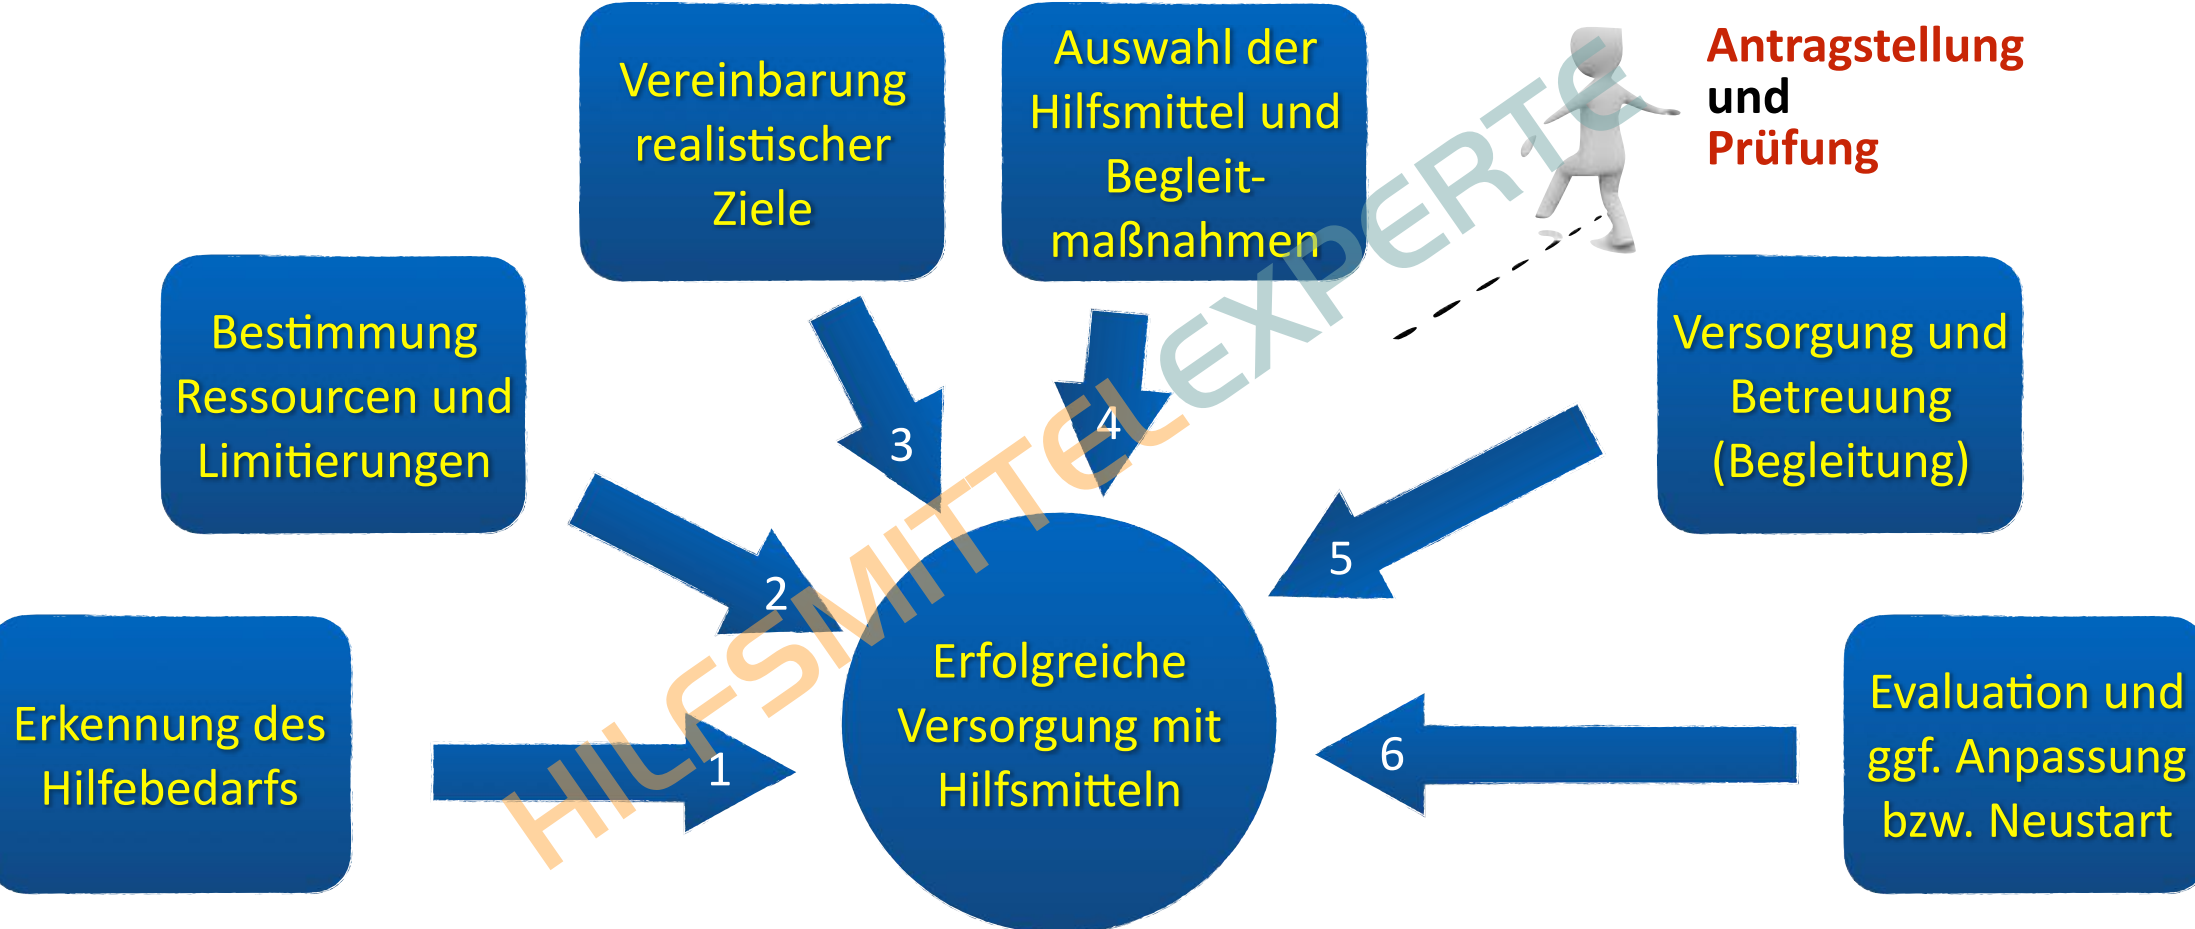 Erkennung des
Hilfebedarfs
1
Bestimmung
Ressourcen und
Limitierungen
2
Vereinbarung
realistischer
Ziele
3
Auswahl der
Hilfsmittel und
Begleit-
maßnahmen
4
Antragstellung
und
Prüfung
Versorgung und
Betreuung
(Begleitung)
5
Evaluation und
ggf. Anpassung
bzw. Neustart
6
Erfolgreiche
Versorgung mit
Hilfsmitteln
HILFSMITTELEXPERTE